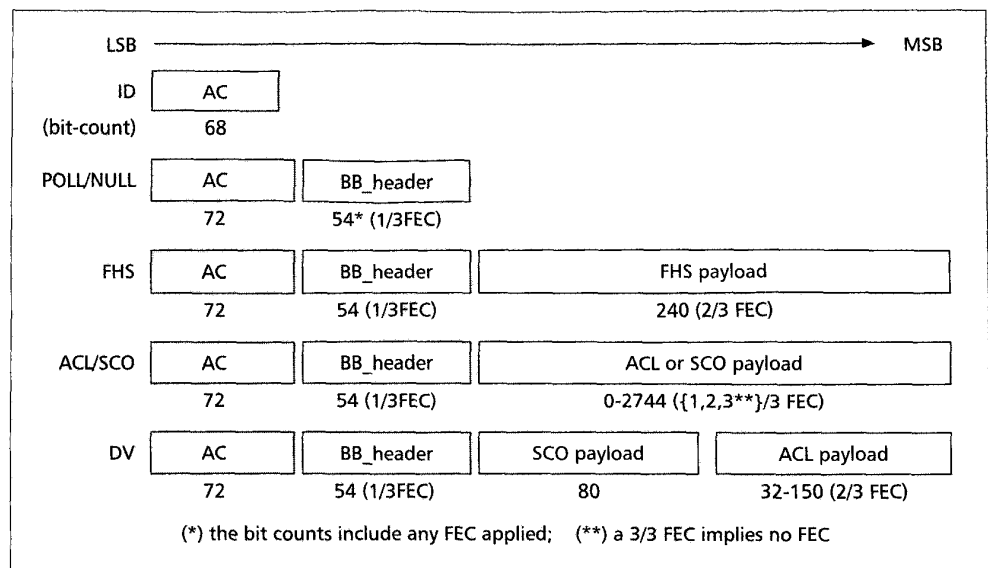 LSB MSB
ID AC
(bit-count) 68
POLL/NULL AC BB_header
72 54* (1/3FEC)
FHS AC BB_header FHS payload
72 54 (1/3FEC) 240 (2/3 FEC)
ACL/SCO AC BB_header ACL or SCO payload
72 54 (1/3FEC) 0-2744 ({1,2,3**}/3 FEC)
DV AC BB_header SCO payload ACL payload
72 54 (1/3FEC) 80 32-150 (2/3 FEC)
(*) the bit counts include any FEC applied; (**) a 3/3 FEC implies no FEC